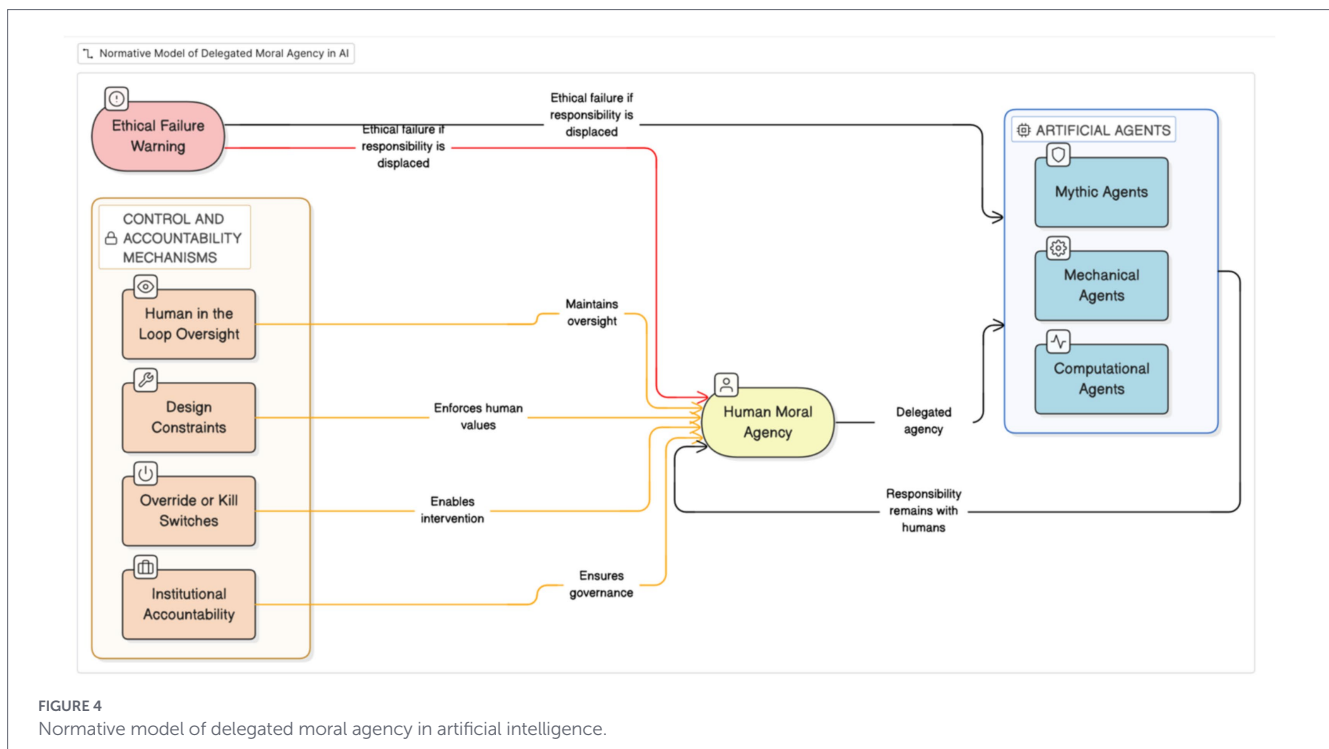 Normative Model of Delegated Moral Agency in AI
Ethical Failure
Warning
Ethical failure if
responsibility is
displaced
Ethical failure if
responsibility is
displaced
ARTIFICIAL AGENTS
Mythic Agents
Mechanical
Agents
Computational
Agents
CONTROL AND
ACCOUNTABILITY
MECHANISMS
Human in the
Loop Oversight
Maintains
oversight
Design
Constraints
Enforces human
values
Human Moral
Agency
Delegated
agency
Override or Kill
Switches
Enables
intervention
Responsibility
remains with
humans
Institutional
Accountability
Ensures
governance
FIGURE 4
Normative model of delegated moral agency in artificial intelligence.